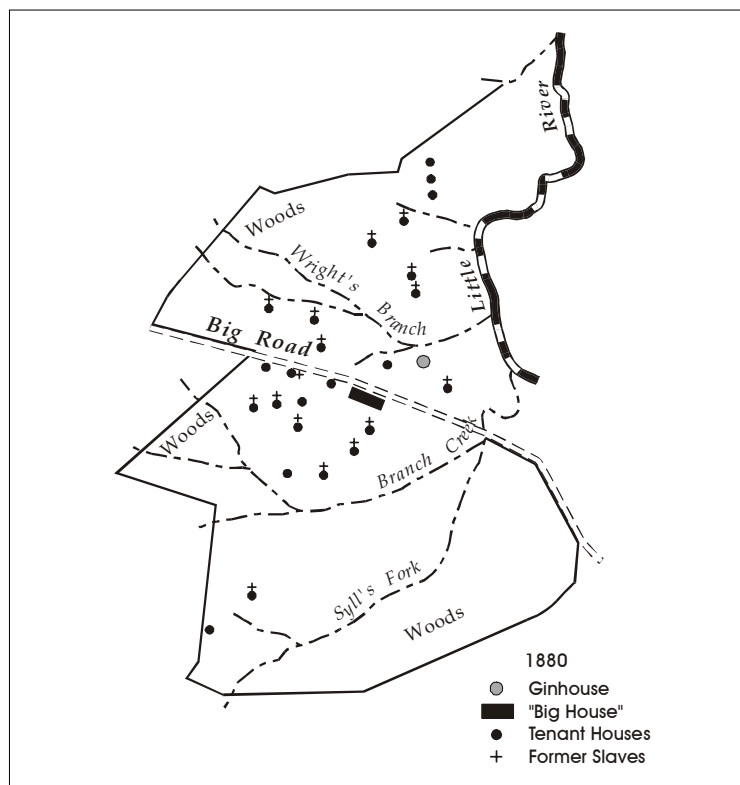 River
Woods
Wright's
Branch
Little
Big Road
Woods
Branch Creek
Syll's Fork
Woods
1880
Ginhouse
"Big House"
Tenant Houses
Former Slaves